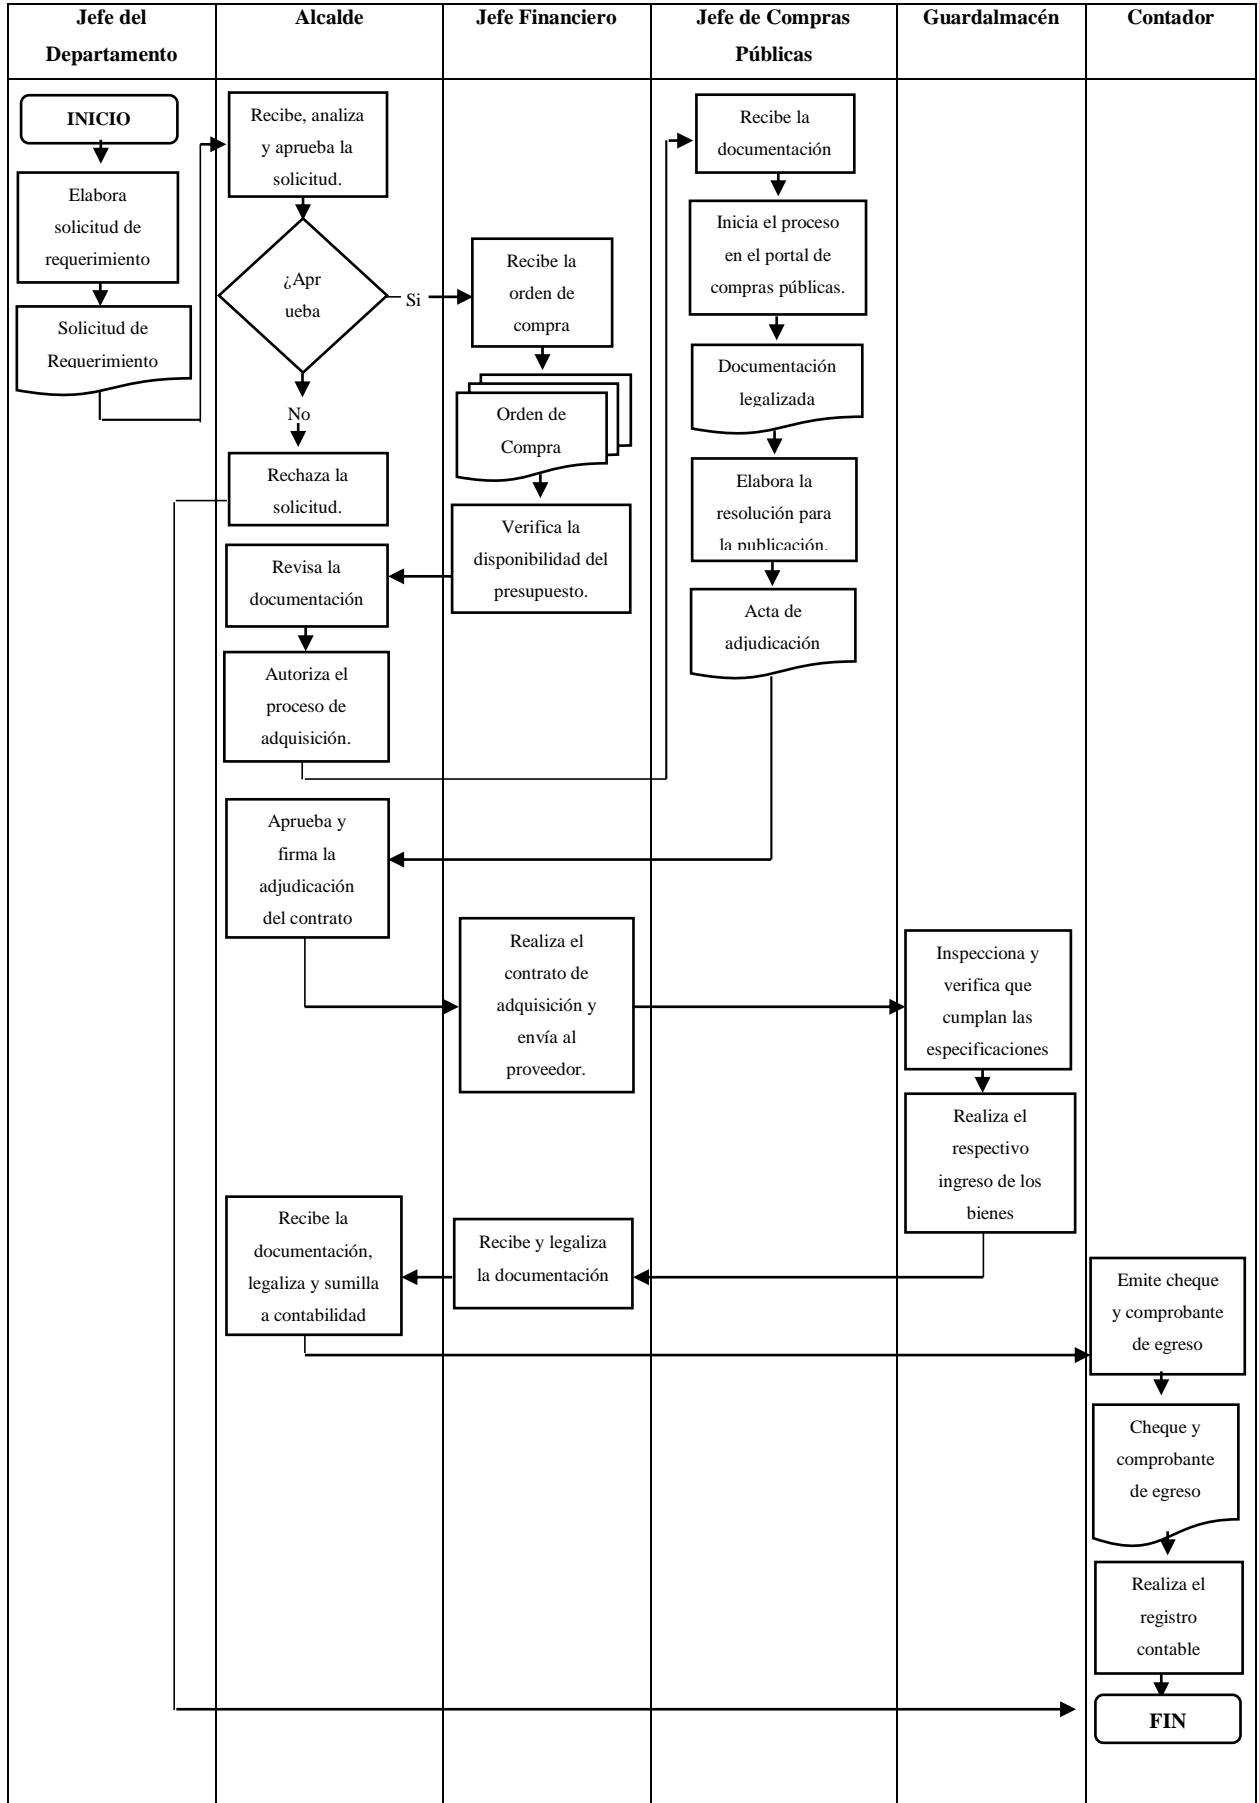 Jefe del
Departamento
Alcalde
Jefe Financiero
Jefe de Compras
Públicas
Guardalmacén
Contador
INICIO
Elabora
solicitud de
requerimiento
Solicitud de
Requerimiento
Recibe, analiza
y aprueba la
solicitud.
¿Apr
ueba
Si
No
Rechaza la
solicitud.
Recibe la
orden de
compra
Orden de
Compra
Verifica la
disponibilidad del
presupuesto.
Revisa la
documentación
Autoriza el
proceso de
adquisición.
Recibe la
documentación
Inicia el proceso
en el portal de
compras públicas.
Documentación
legalizada
Elabora la
resolución para
la publicación.
Acta de
adjudicación
Aprueba y
firma la
adjudicación
del contrato
Realiza el
contrato de
adquisición y
envía al
proveedor.
Inspecciona y
verifica que
cumplan las
especificaciones
Realiza el
respectivo
ingreso de los
bienes
Recibe y legaliza
la documentación
Recibe la
documentación,
legaliza y sumilla
a contabilidad
Emite cheque
y comprobante
de egreso
Cheque y
comprobante
de egreso
Realiza el
registro
contable
FIN